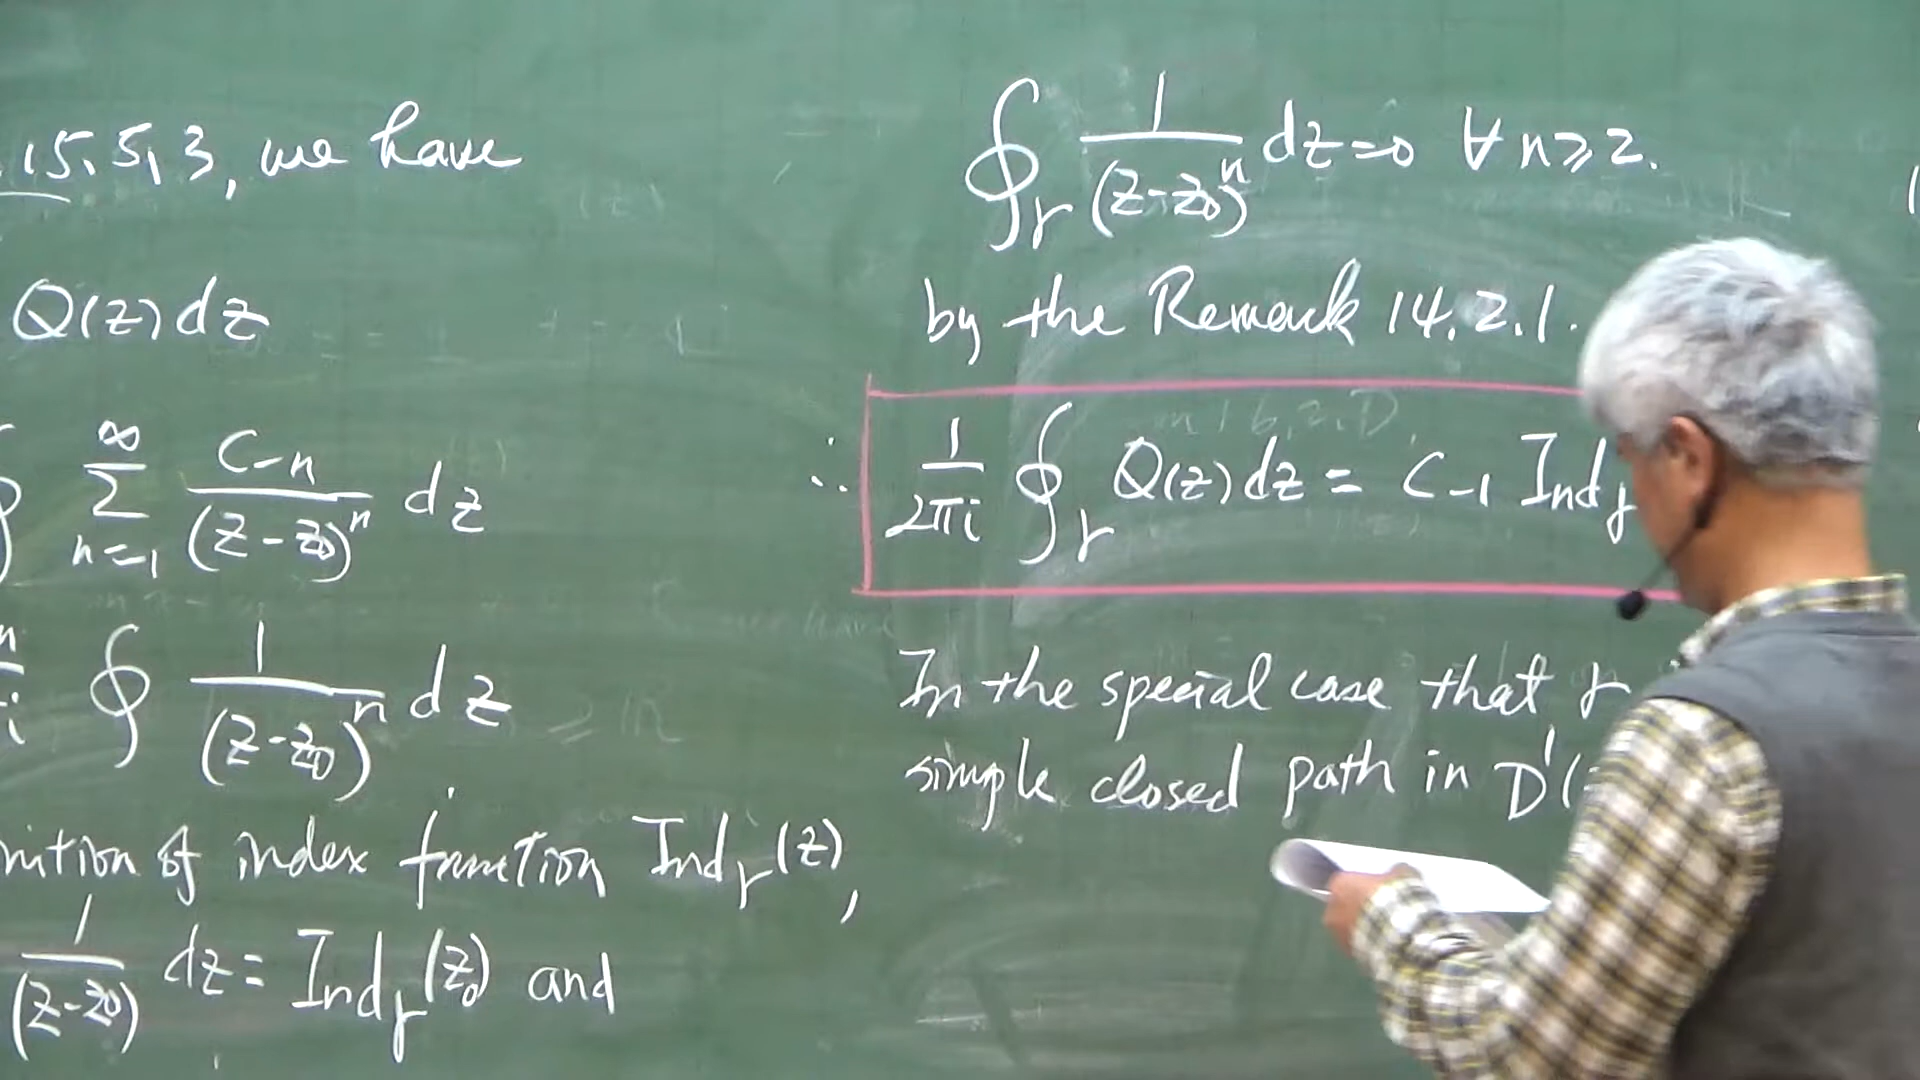 15.5.3, we have
Q(z)dz
∮ ∞ Σ n=1 C-n/(z-z0)^n dz
∮ 1/(z-z0)^n dz
nition of index function Ind_γ(z),
1/(z-z0) dz = Ind_γ(z0) and
∮_γ 1/(z-z0)^n dz=0 ∀ n≥2.
by the Remark 14.2.1.
∴ 1/2πi ∮_γ Q(z)dz = C-1 Ind_γ
In the special case that γ
simple closed path in D'(